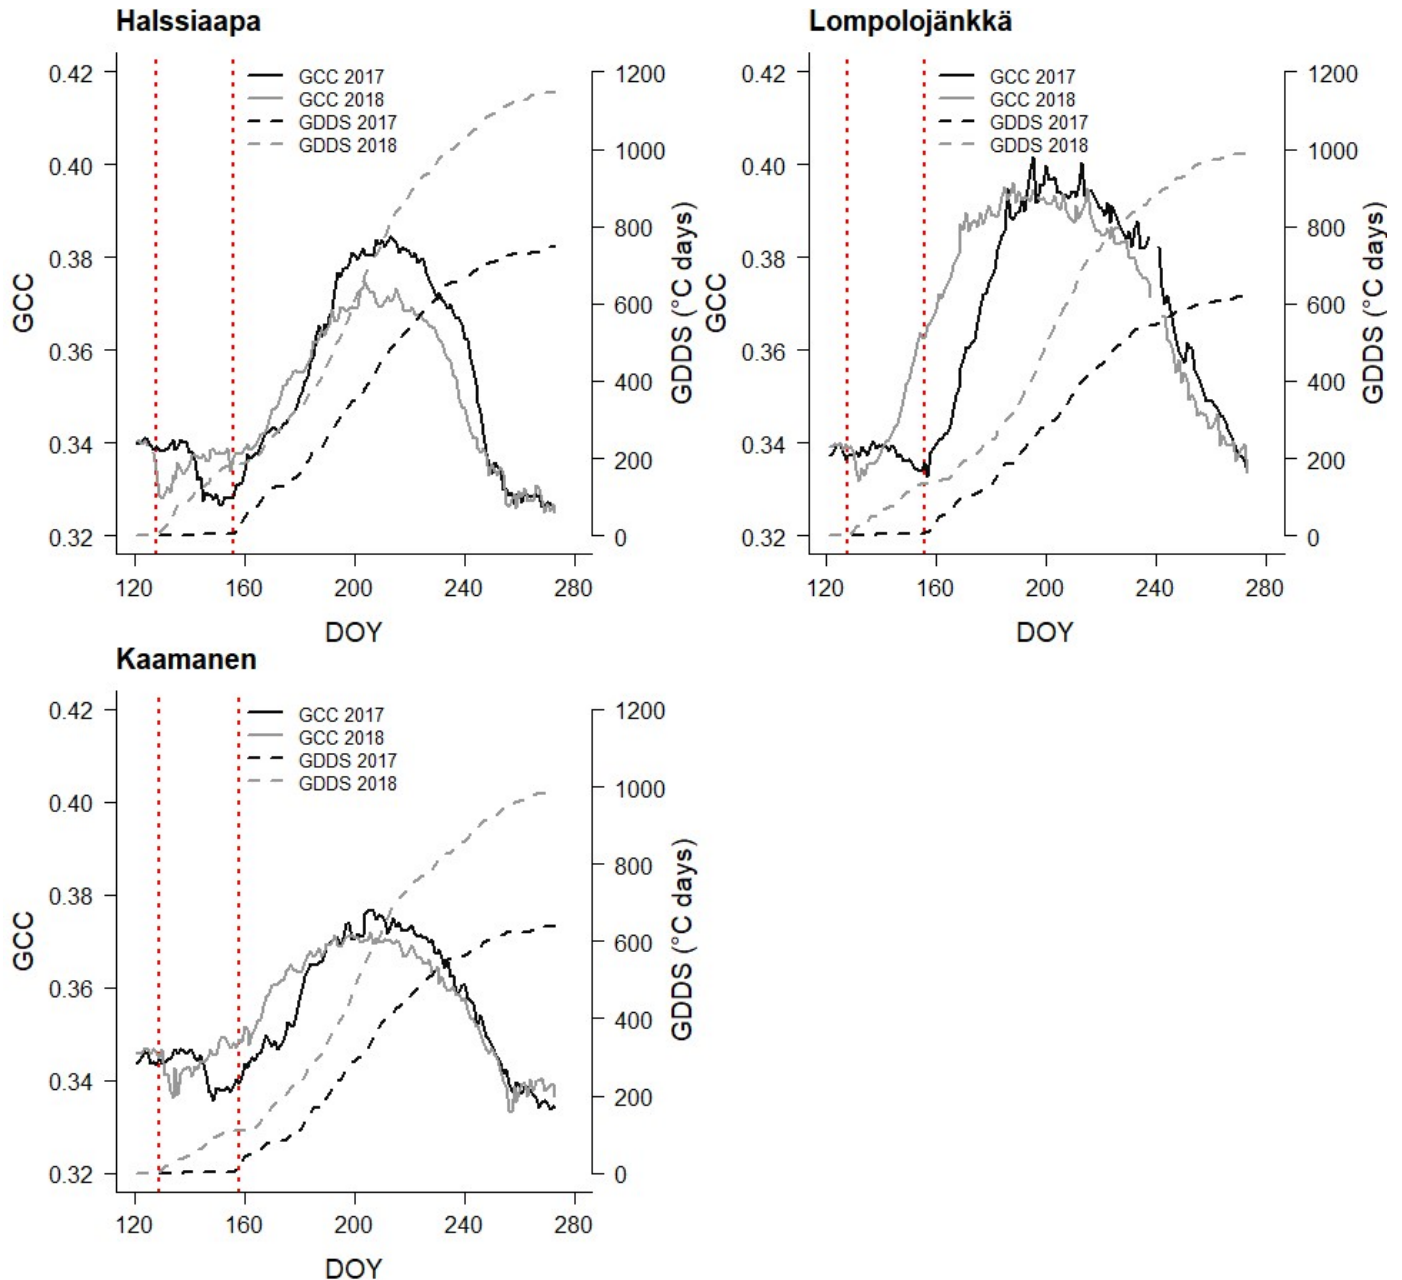 Halssiaapa
GCC 2017
GCC 2018
GDDS 2017
GDDS 2018
0.42
0.40
0.38
0.36
0.34
0.32
GCC
1200
1000
800
600
400
200
0
GDDS (°C days)
120 160 200 240 280
DOY
Lompolojänkkä
GCC 2017
GCC 2018
GDDS 2017
GDDS 2018
0.42
0.40
0.38
0.36
0.34
0.32
GCC
1200
1000
800
600
400
200
0
GDDS (°C days)
120 160 200 240 280
DOY
Kaamanen
GCC 2017
GCC 2018
GDDS 2017
GDDS 2018
0.42
0.40
0.38
0.36
0.34
0.32
GCC
1200
1000
800
600
400
200
0
GDDS (°C days)
120 160 200 240 280
DOY